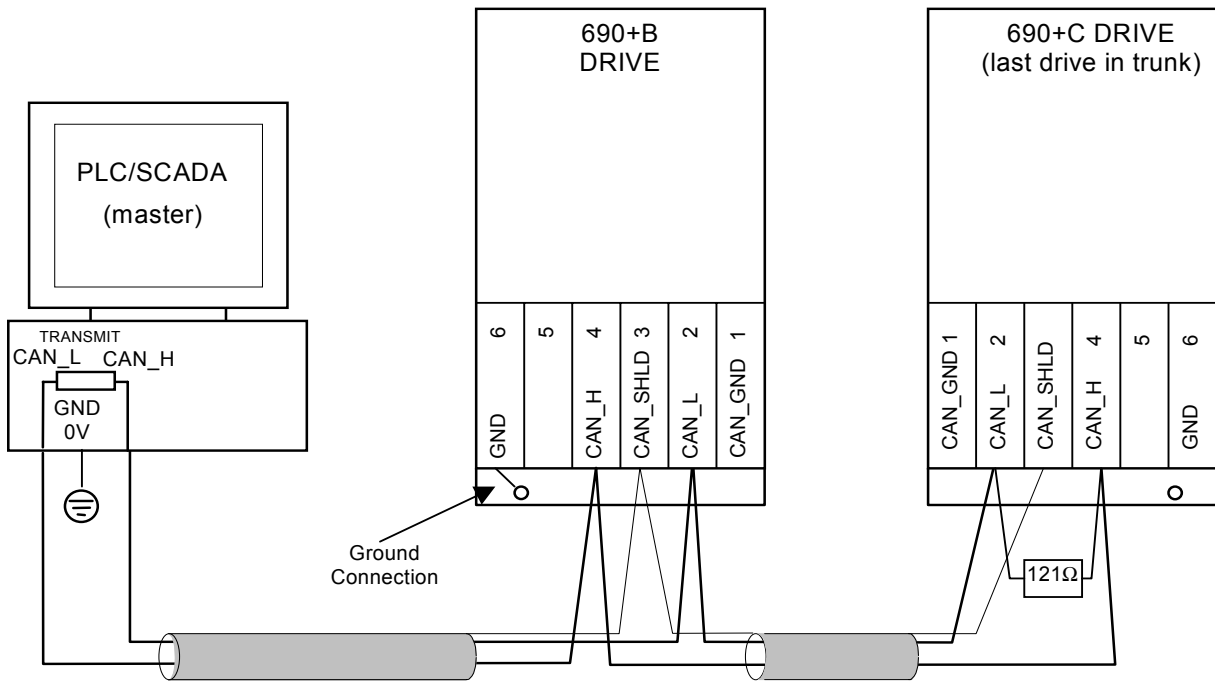 690+B
DRIVE
690+C DRIVE
(last drive in trunk)
PLC/SCADA
(master)
TRANSMIT
CAN_L CAN_H
GND
0V
GND 6
5
CAN_H 4
CAN_SHLD 3
CAN_L 2
CAN_GND 1
CAN_GND 1
CAN_L 2
CAN_SHLD
CAN_H 4
5
GND 6
Ground
Connection
121Ω